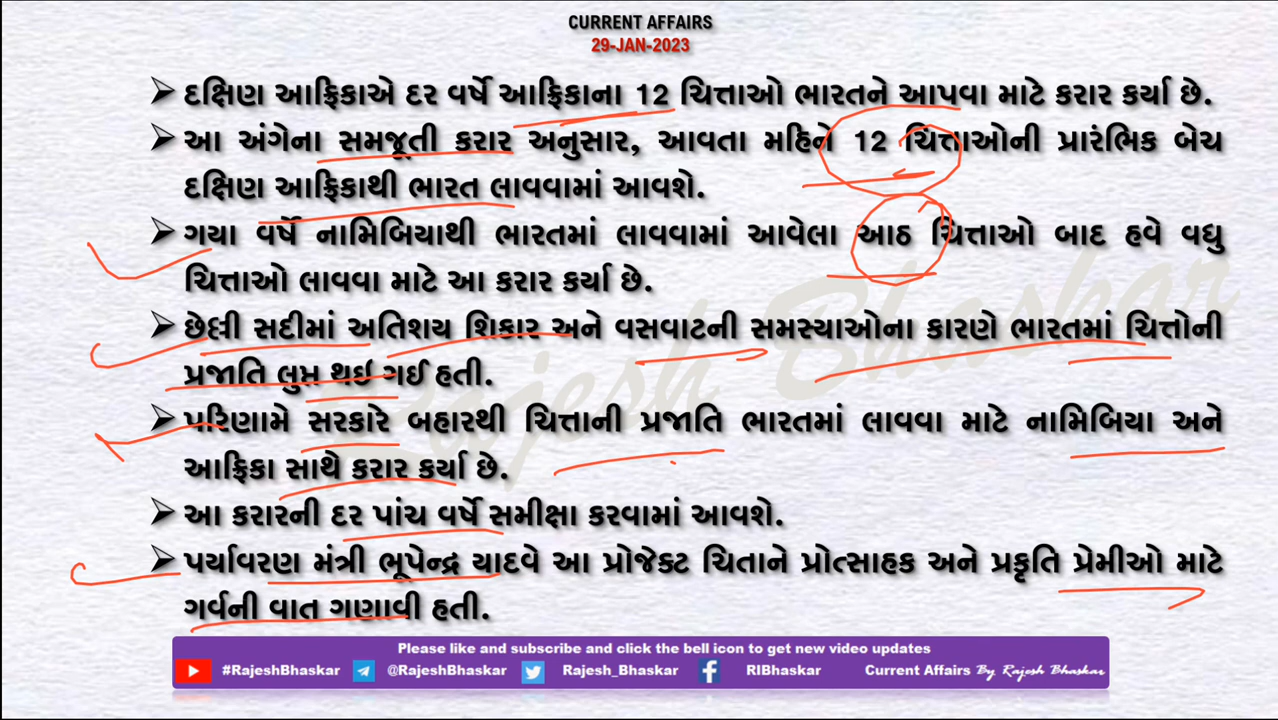 CURRENT AFFAIRS
29-JAN-2023
➢ દક્ષિણ આફ્રિકાએ દર વર્ષે આફ્રિકાના 12 ચિત્તાઓ ભારતને આપવા માટે કરાર કર્યા છે.
➢ આ અંગેના સમજૂતી કરાર અનુસાર, આવતા મહિને 12 ચિત્તાઓની પ્રારંભિક બેચ
દક્ષિણ આફ્રિકાથી ભારત લાવવામાં આવશે.
➢ ગયા વર્ષે નામિબિયાથી ભારતમાં લાવવામાં આવેલા આઠ ચિત્તાઓ બાદ હવે વધુ
ચિત્તાઓ લાવવા માટે આ કરાર કર્યા છે.
➢ છેલ્લી સદીમાં અતિશય શિકાર અને વસવાટની સમસ્યાઓના કારણે ભારતમાં ચિત્તોની
પ્રજાતિ લુપ્ત થઈ ગઈ હતી.
➢ પરિણામે સરકારે બહારથી ચિત્તાની પ્રજાતિ ભારતમાં લાવવા માટે નામિબિયા અને
આફ્રિકા સાથે કરાર કર્યા છે.
➢ આ કરારની દર પાંચ વર્ષે સમીક્ષા કરવામાં આવશે.
➢ પર્યાવરણ મંત્રી ભૂપેન્દ્ર યાદવે આ પ્રોજેક્ટ ચિતાને પ્રોત્સાહક અને પ્રકૃતિ પ્રેમીઓ માટે
ગર્વની વાત ગણાવી હતી.
Rajesh Bhaskar
Please like and subscribe and click the bell icon to get new video updates
#RajeshBhaskar @RajeshBhaskar Rajesh_Bhaskar RIBhaskar Current Affairs By Rajesh Bhaskar